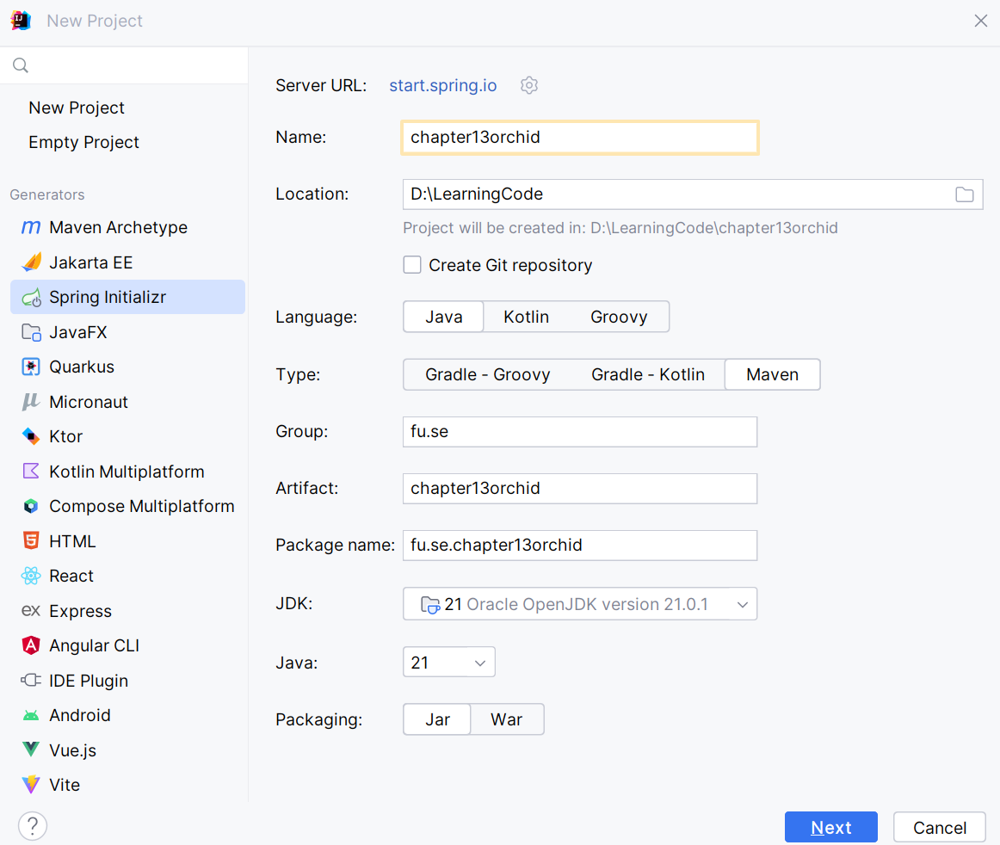 New Project
New Project
Empty Project
Generators
Maven Archetype
Jakarta EE
Spring Initializr
JavaFX
Quarkus
Micronaut
Ktor
Kotlin Multiplatform
Compose Multiplatform
HTML
React
ex Express
Angular CLI
IDE Plugin
Android
Vue.js
Vite
?
Server URL: start.spring.io
Name: chapter13orchid
Location: D:\LearningCode
Project will be created in: D:\LearningCode\chapter13orchid
Create Git repository
Language: Java Kotlin Groovy
Type: Gradle - Groovy Gradle - Kotlin Maven
Group: fu.se
Artifact: chapter13orchid
Package name: fu.se.chapter13orchid
JDK: 21 Oracle OpenJDK version 21.0.1
Java: 21
Packaging: Jar War
Next Cancel